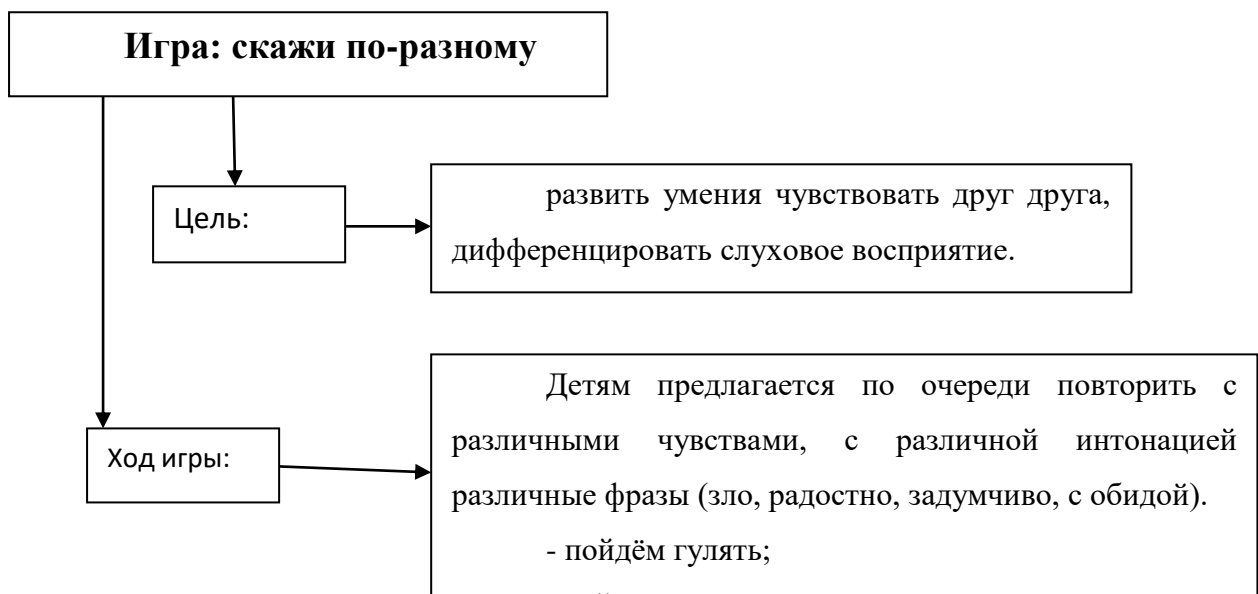 Игра: скажи по-разному
Цель:
развить умения чувствовать друг друга,
дифференцировать слуховое восприятие.
Ход игры:
Детям предлагается по очереди повторить с
различными чувствами, с различной интонацией
различные фразы (зло, радостно, задумчиво, с обидой).
- пойдём гулять;